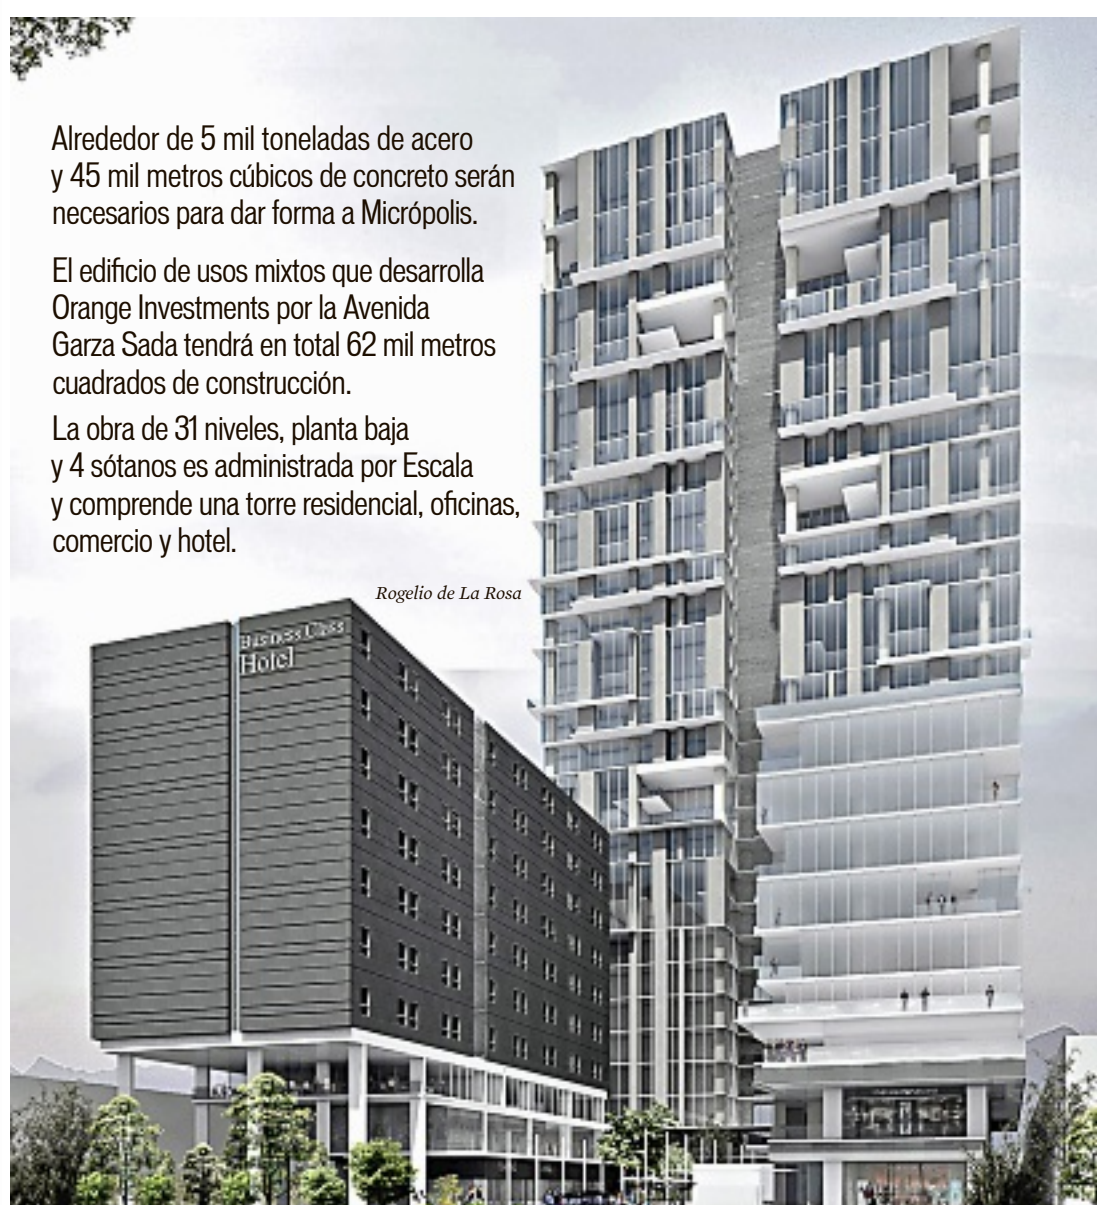 Alrededor de 5 mil toneladas de acero
y 45 mil metros cúbicos de concreto serán
necesarios para dar forma a Micrópolis.
El edificio de usos mixtos que desarrolla
Orange Investments por la Avenida
Garza Sada tendrá en total 62 mil metros
cuadrados de construcción.
La obra de 31 niveles, planta baja
y 4 sótanos es administrada por Escala
y comprende una torre residencial, oficinas,
comercio y hotel.
Rogelio de La Rosa
Business Class
Hotel